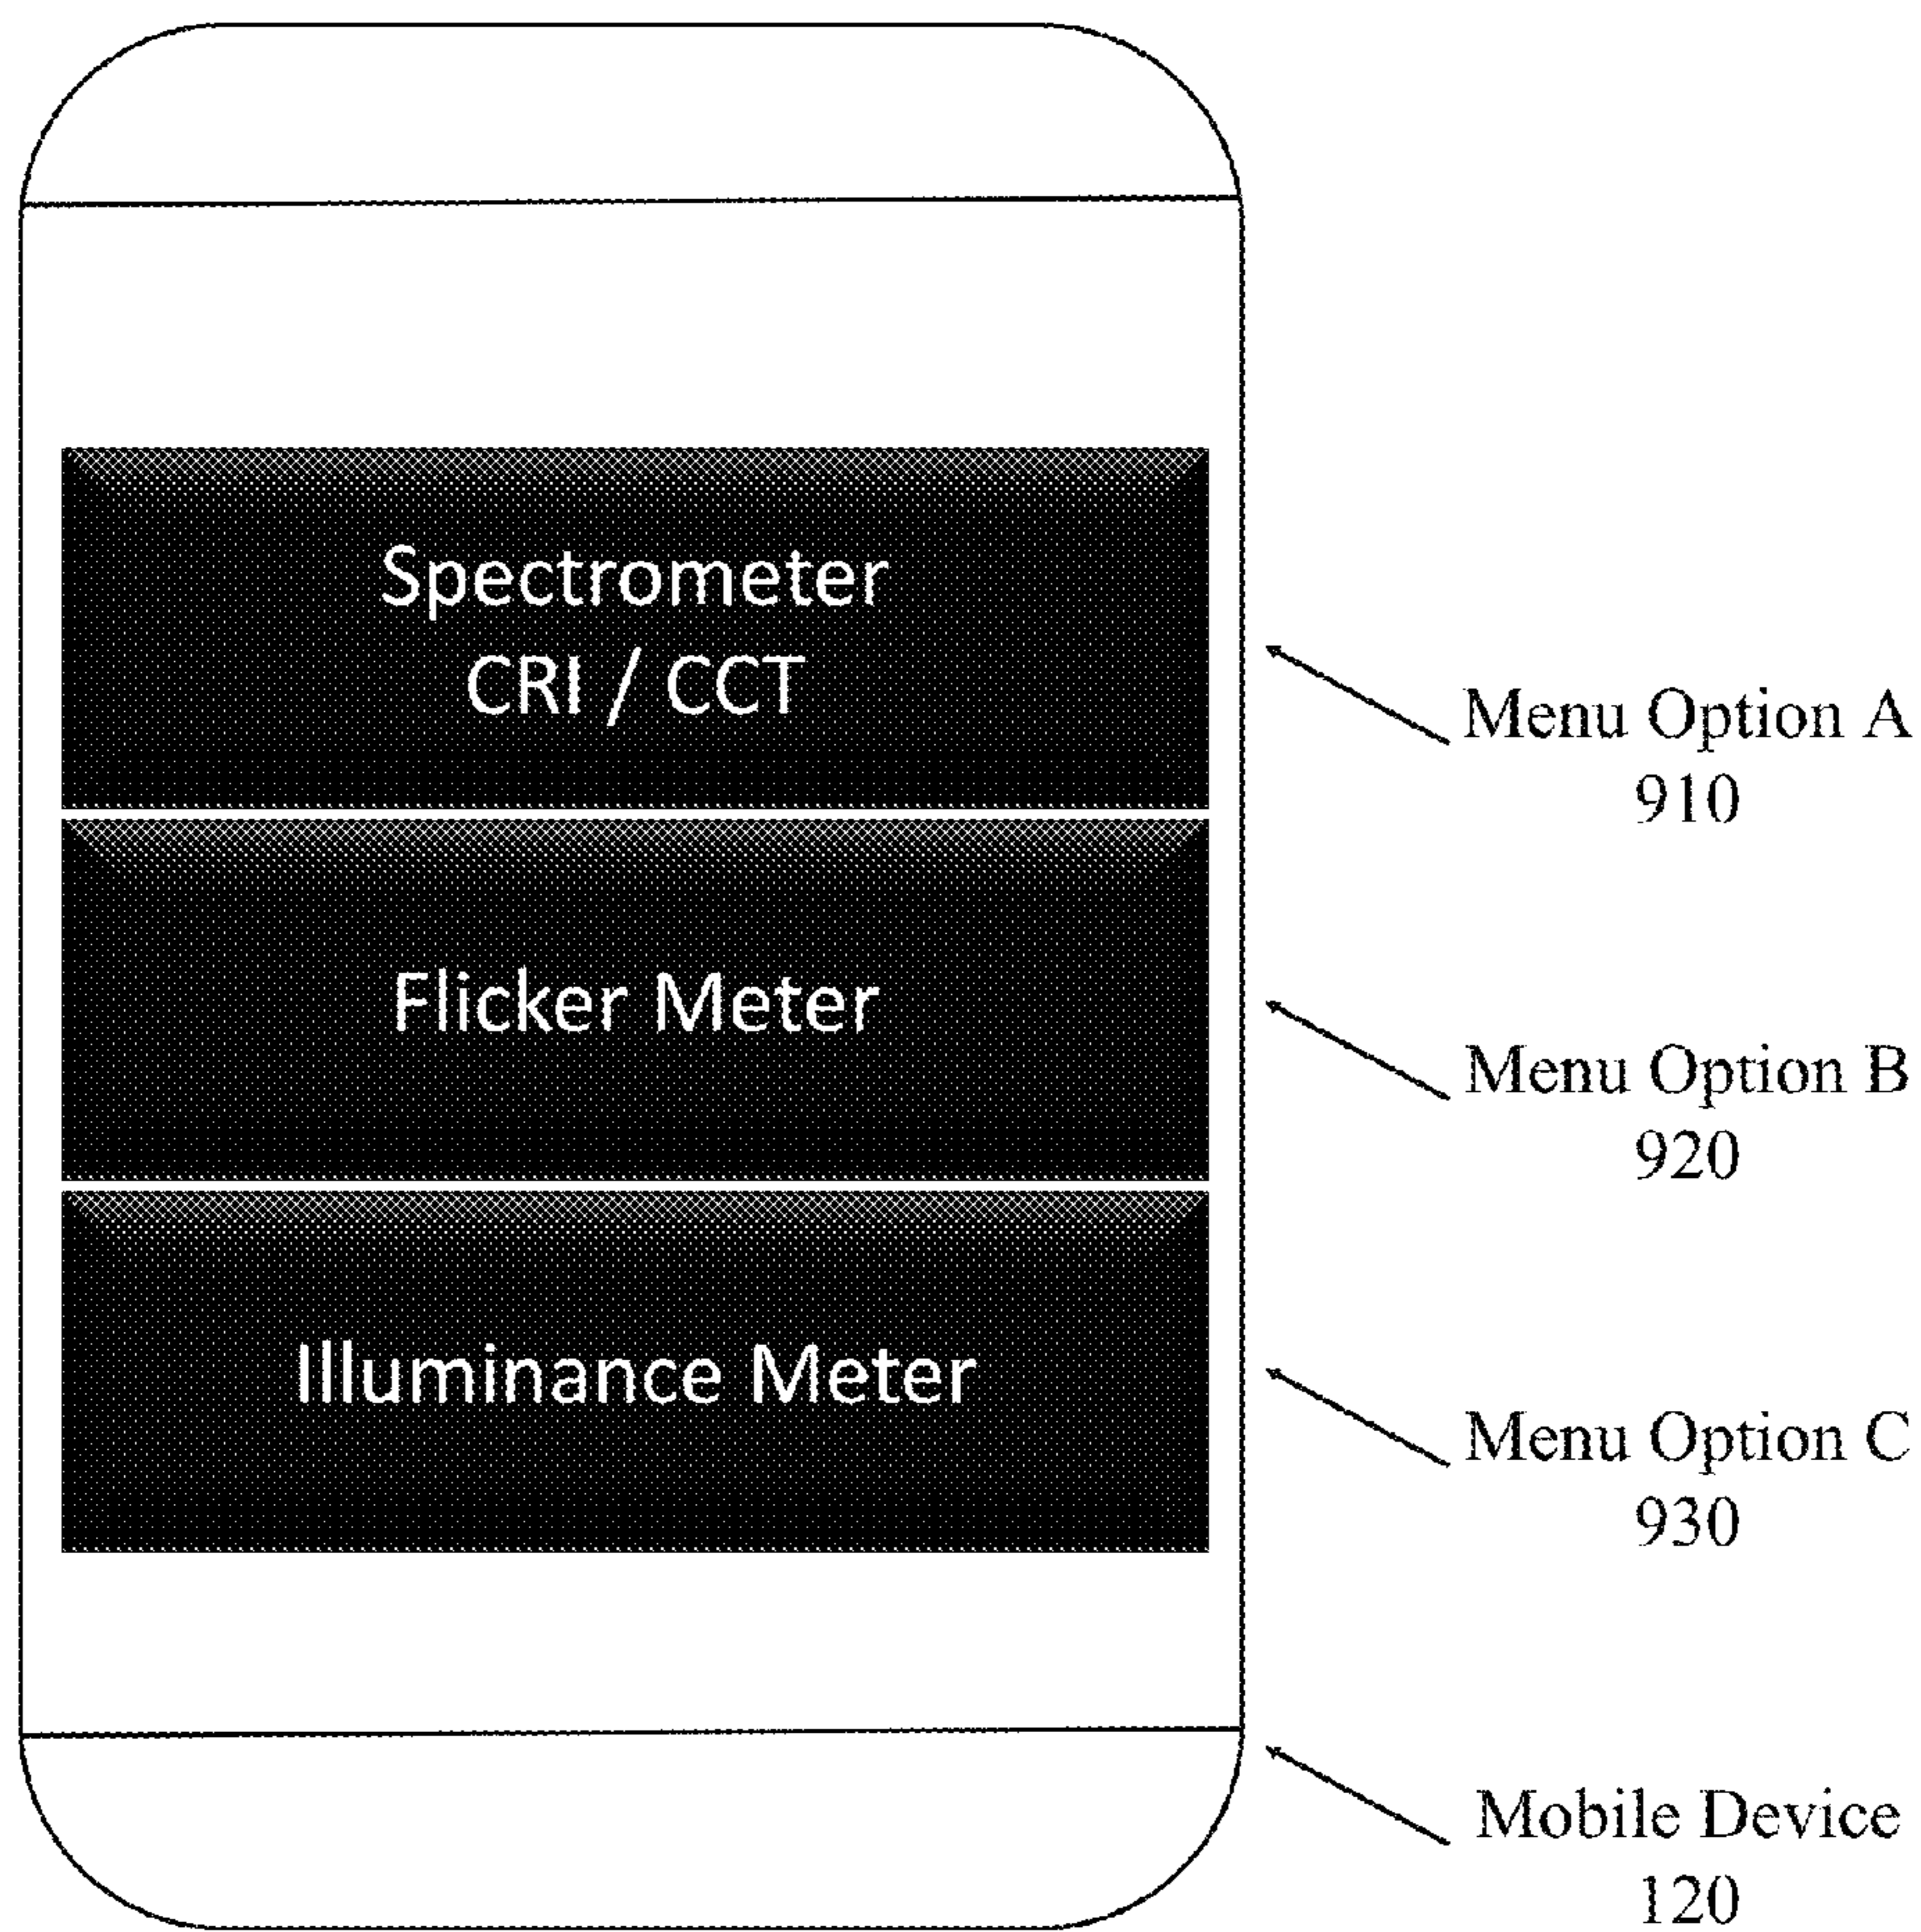 Spectrometer
CRI / CCT
Menu Option A
910
Flicker Meter
Menu Option B
920
Illuminance Meter
Menu Option C
930
Mobile Device
120